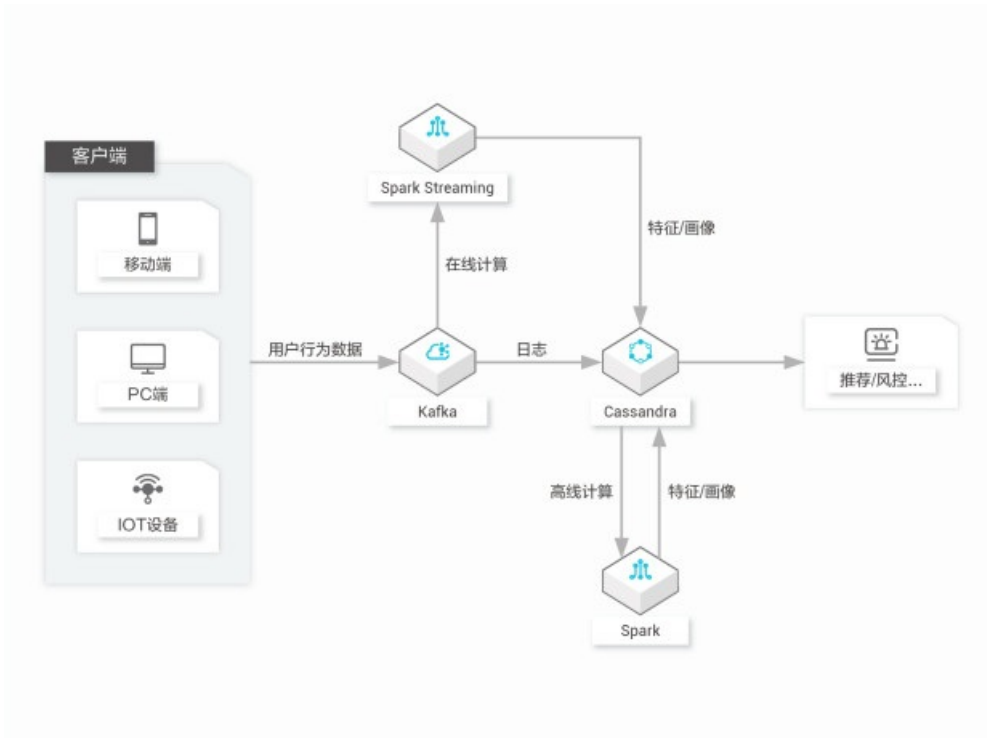 客户端
移动端
PC端
IOT设备
用户行为数据
Spark Streaming
在线计算
Kafka
日志
特征/画像
Cassandra
推荐/风控...
高线计算
特征/画像
Spark